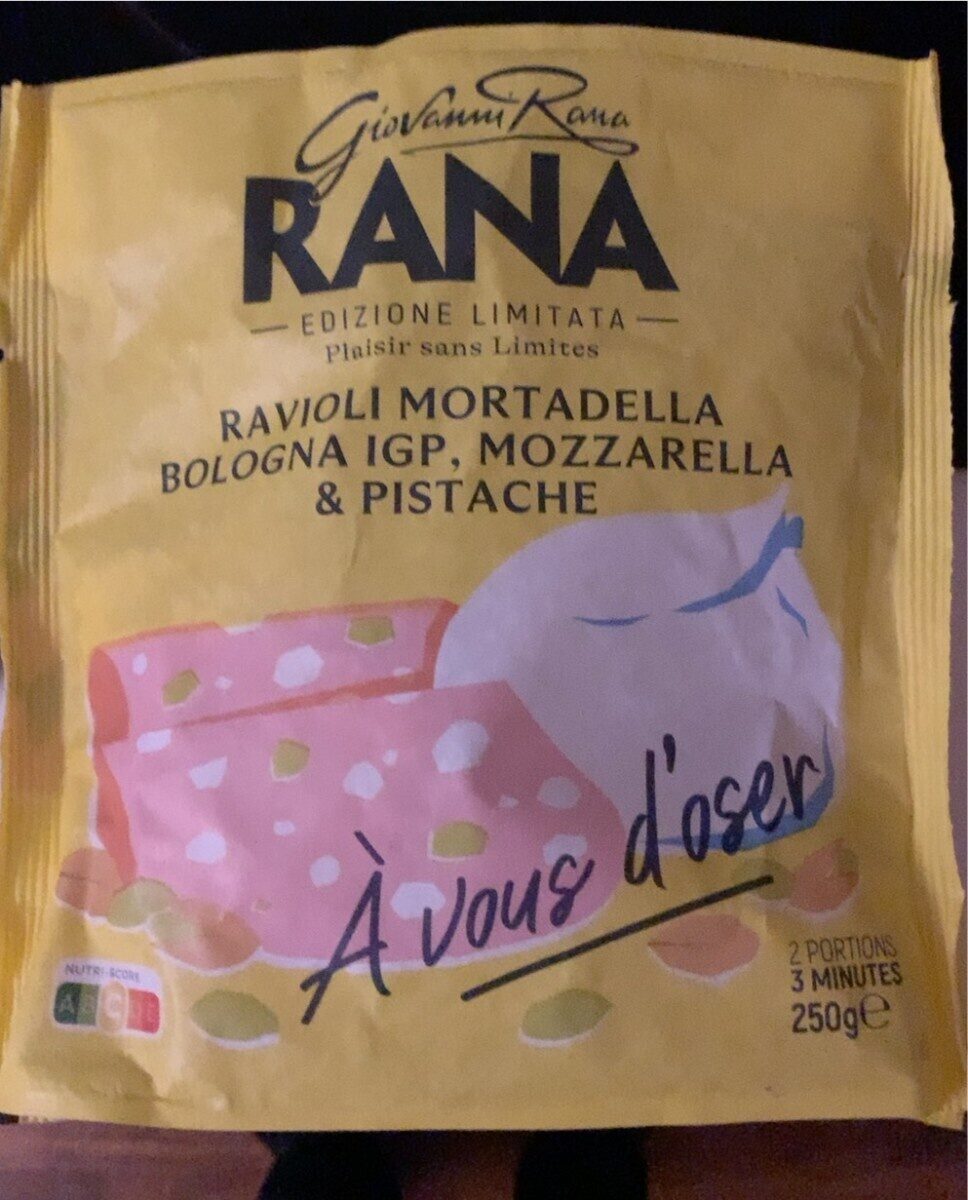 Giovanni Rana
RANA
EDIZIONE LIMITATA
Plaisir sans Limites
RAVIOLI MORTADELLA
BOLOGNA IGP, MOZZARELLA
& PISTACHE
À vous d'oser
NUTRI-SCORE
A B C D E
2 PORTIONS
3 MINUTES
250g e